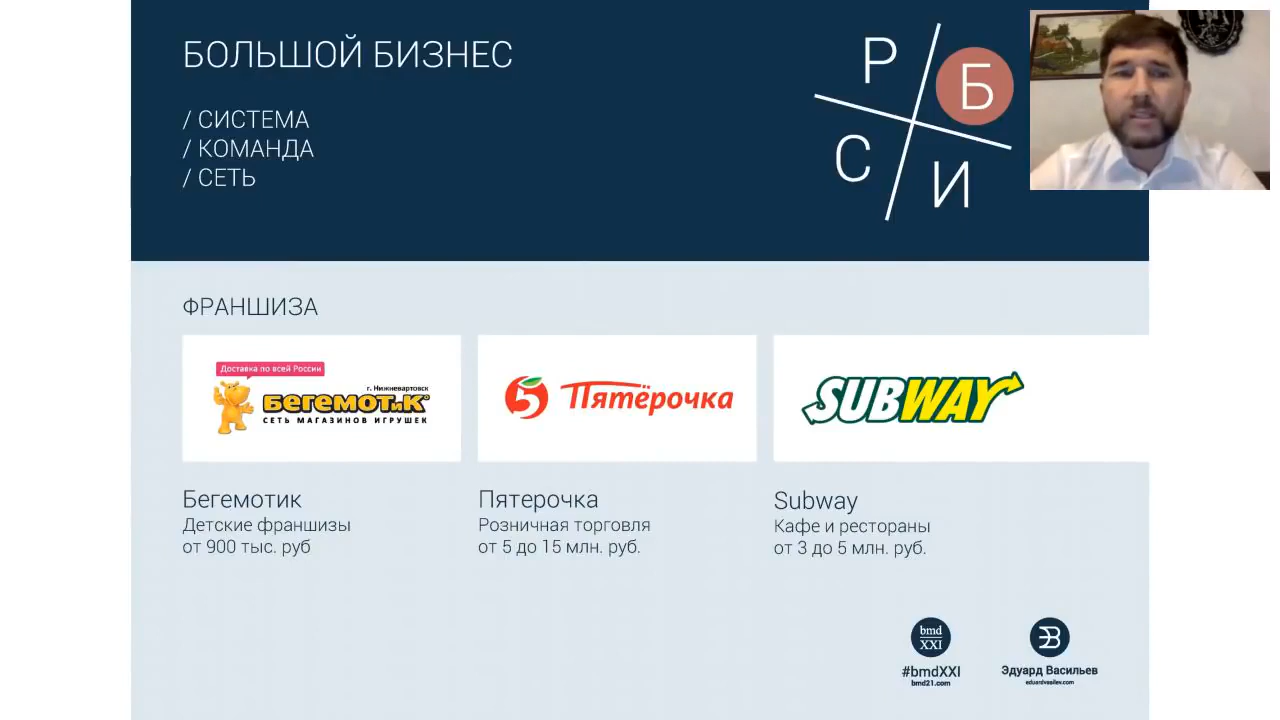 БОЛЬШОЙ БИЗНЕС
/ СИСТЕМА
/ КОМАНДА
/ СЕТЬ
Р Б
С И
ФРАНШИЗА
Доставка по всей России
г. Нижневартовск
БЕГЕМОТиК®
СЕТЬ МАГАЗИНОВ ИГРУШЕК
5 Пятёрочка
SUBWAY
Бегемотик
Детские франшизы
от 900 тыс. руб
Пятерочка
Розничная торговля
от 5 до 15 млн. руб.
Subway
Кафе и рестораны
от 3 до 5 млн. руб.
bmd
XXI
#bmdXXI
bmd21.com
Эдуард Васильев
eduardvasilev.com